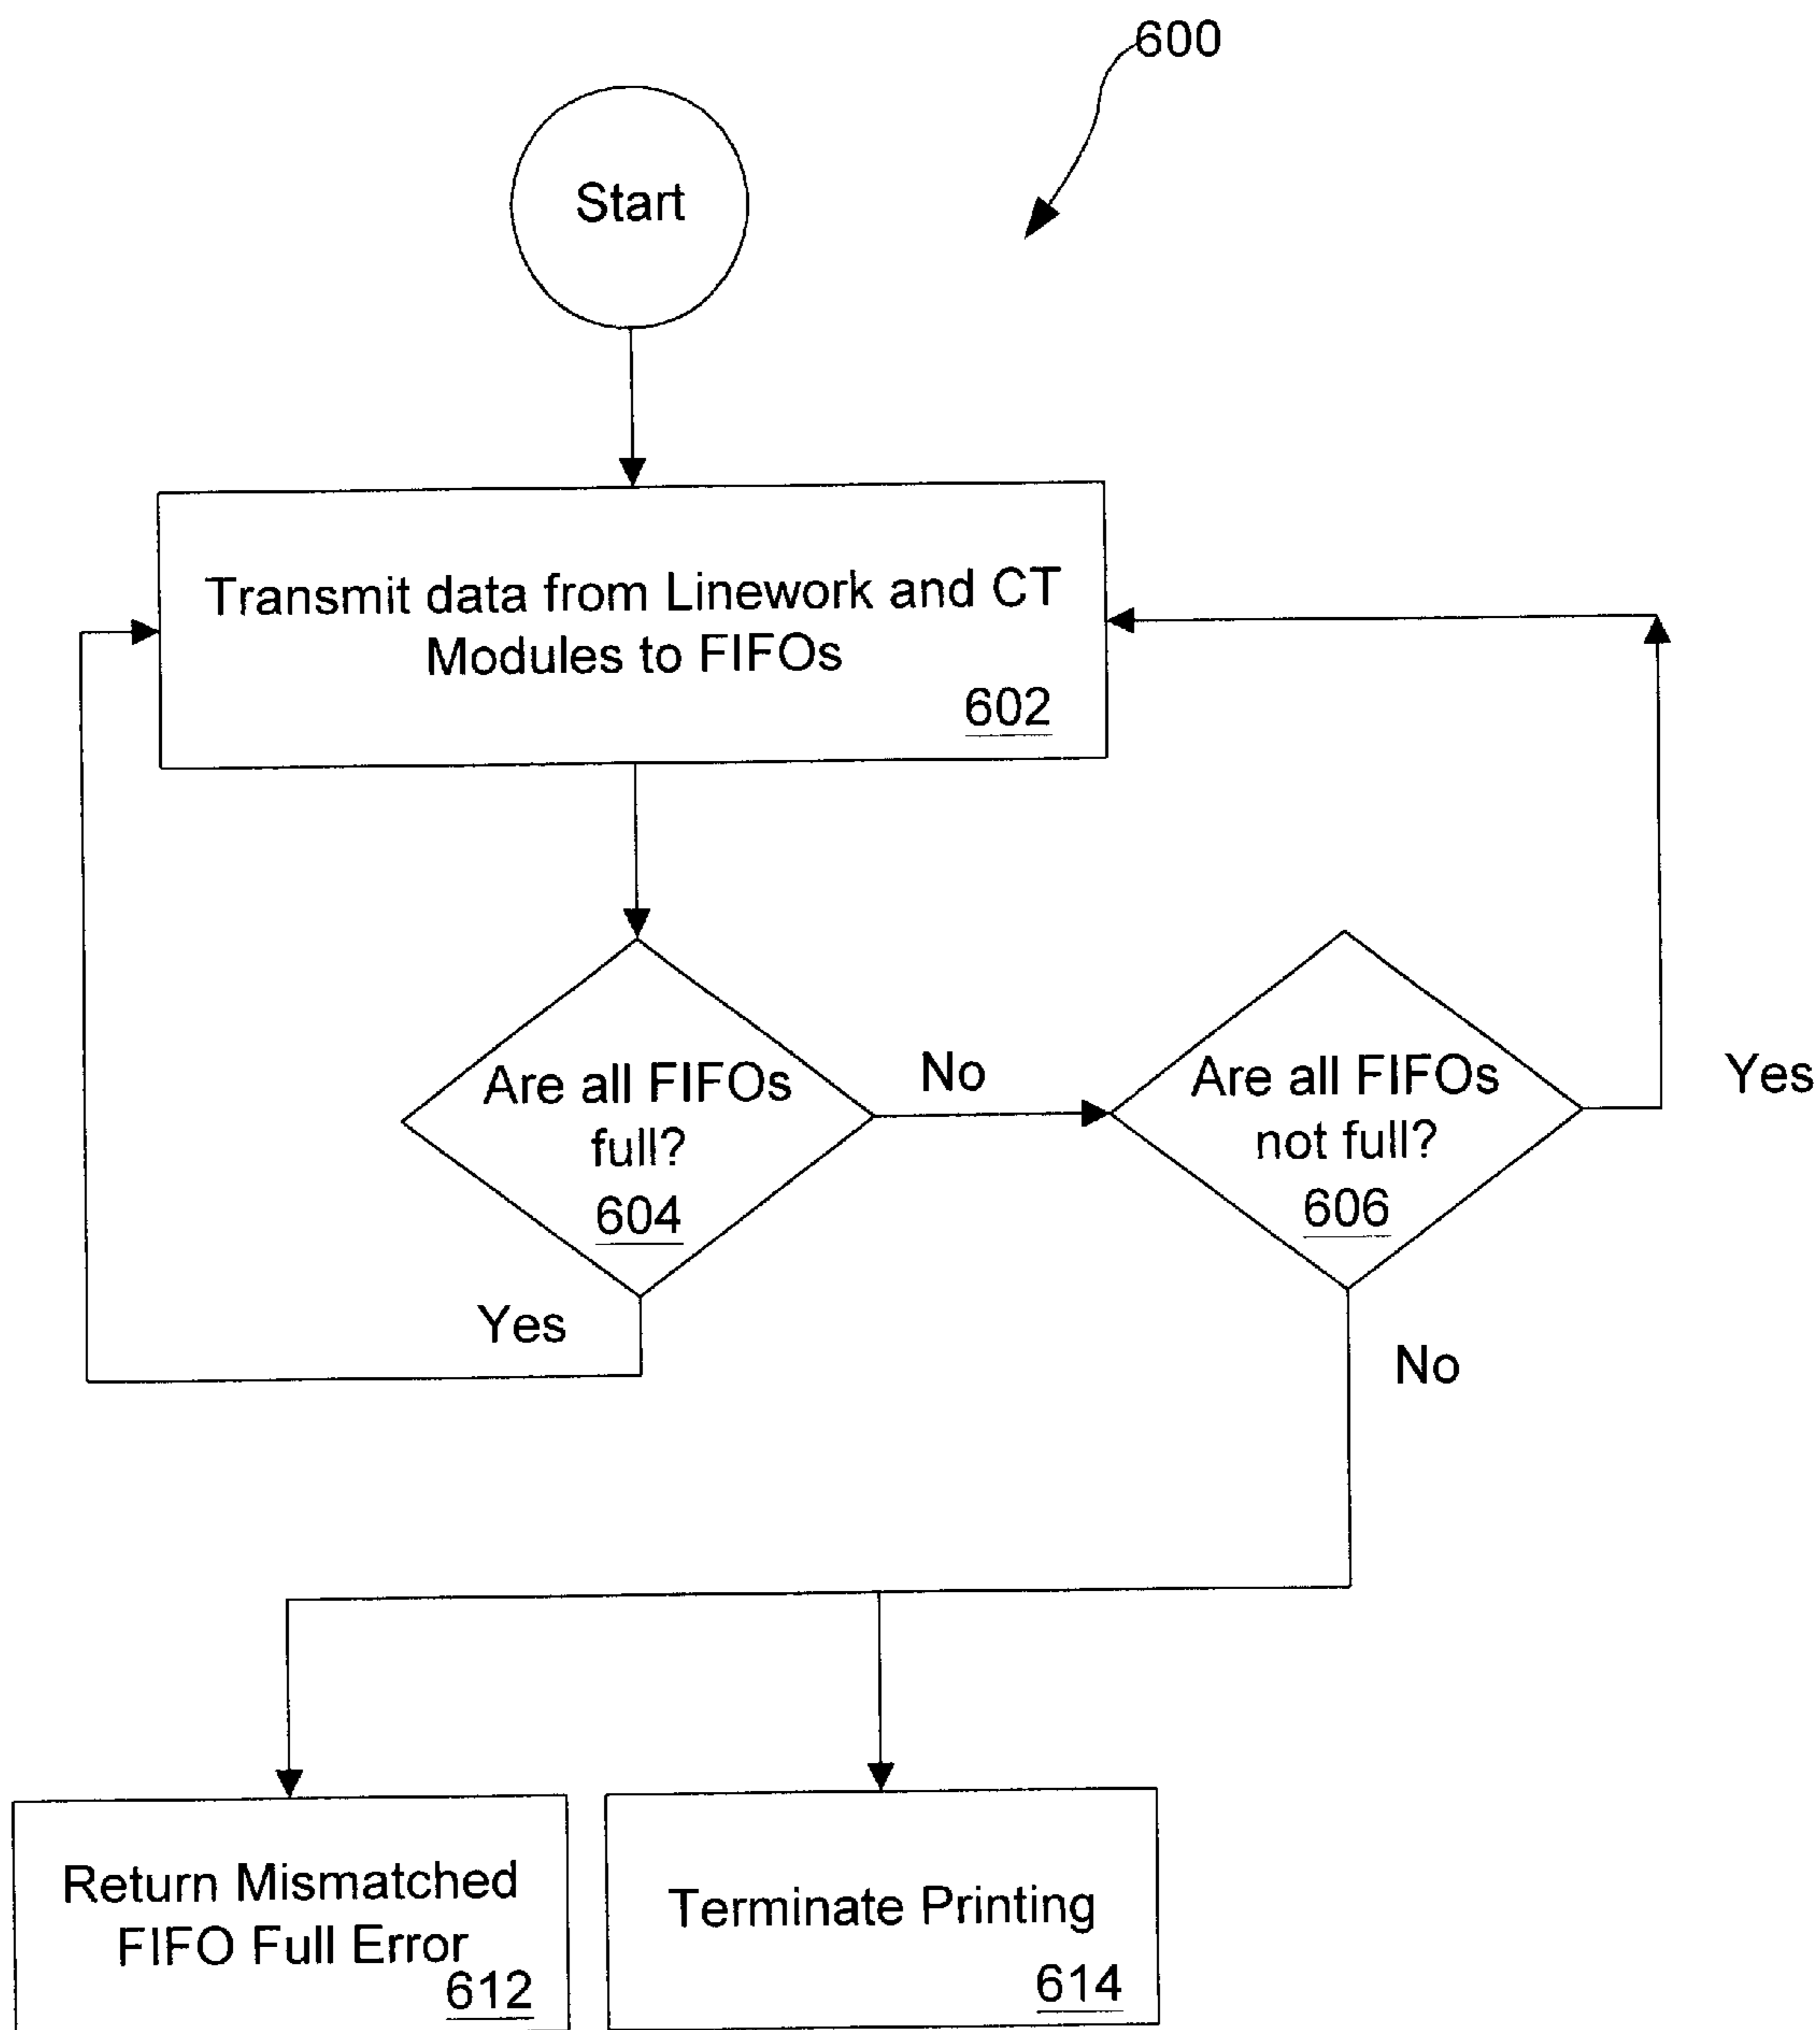 600
Start
Transmit data from Linework and CT
Modules to FIFOs
602
Are all FIFOs
full?
604
No
Are all FIFOs
not full?
606
Yes
Yes
No
Return Mismatched
FIFO Full Error
612
Terminate Printing
614